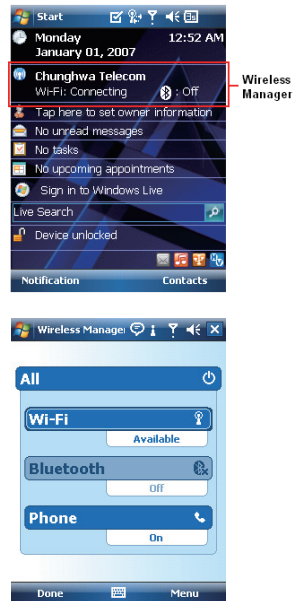 Start
Monday 12:52 AM
January 01, 2007
Chunghwa Telecom
Wi-Fi: Connecting : Off
Wireless
Manager
Tap here to set owner information
No unread messages
No tasks
No upcoming appointments
Sign in to Windows Live
Live Search
Device unlocked
Notification Contacts
Wireless Manager
All
Wi-Fi
Available
Bluetooth
Off
Phone
On
Done Menu